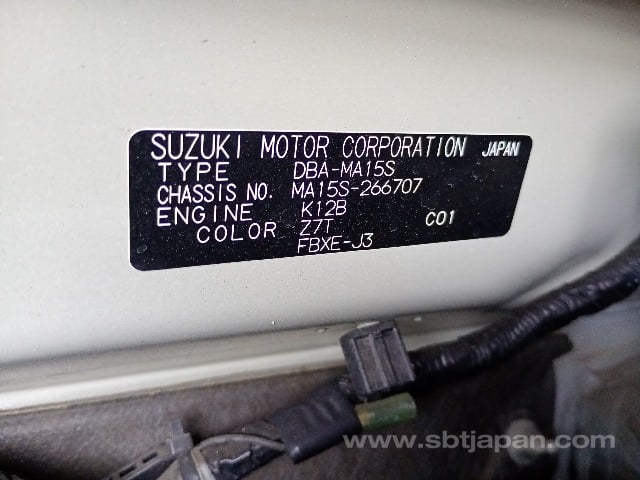 SUZUKI MOTOR CORPORATION JAPAN
TYPE DBA-MA15S
CHASSIS NO. MA15S-266707
ENGINE K12B
COLOR Z7T C01
FBXE-J3
www.sbtjapan.com